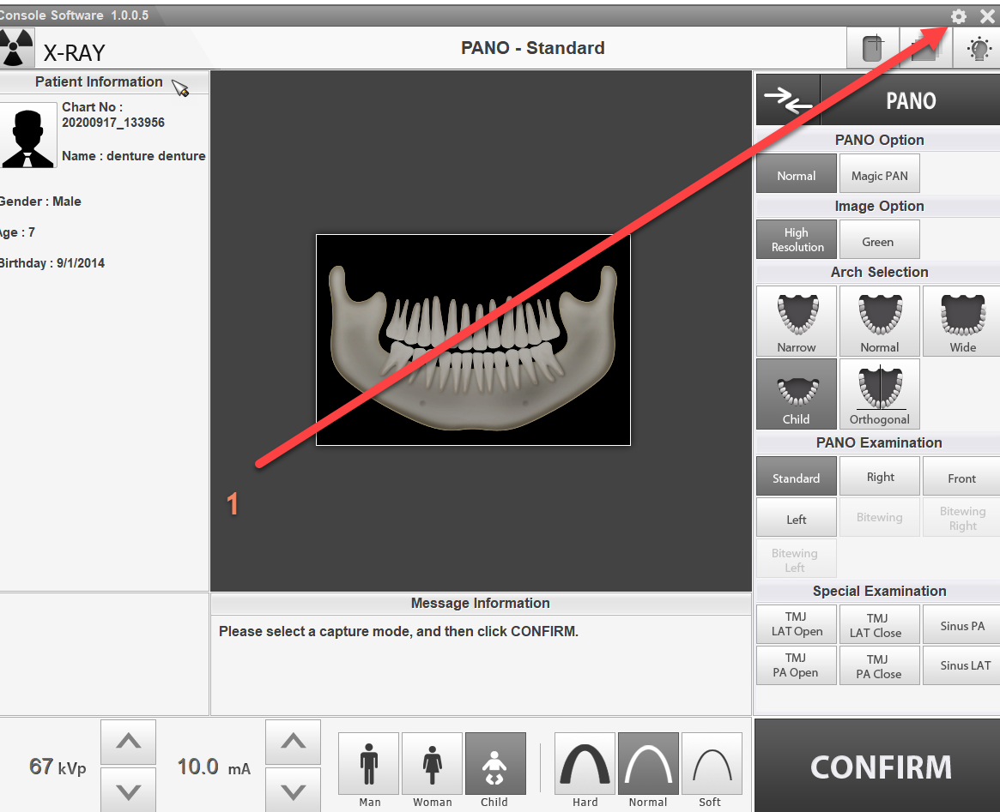 Console Software 1.0.0.5
X-RAY
PANO - Standard
Patient Information
Chart No :
20200917_133956
Name : denture denture
Gender : Male
Age : 7
Birthday : 9/1/2014
1
PANO
PANO Option
Normal
Magic PAN
Image Option
High
Resolution
Green
Arch Selection
Narrow
Normal
Wide
Child
Orthogonal
PANO Examination
Standard
Right
Front
Left
Bitewing
Bitewing
Right
Bitewing
Left
Special Examination
TMJ
LAT Open
TMJ
LAT Close
Sinus PA
TMJ
PA Open
TMJ
PA Close
Sinus LAT
Message Information
Please select a capture mode, and then click CONFIRM.
67 kVp
10.0 mA
Man
Woman
Child
Hard
Normal
Soft
CONFIRM